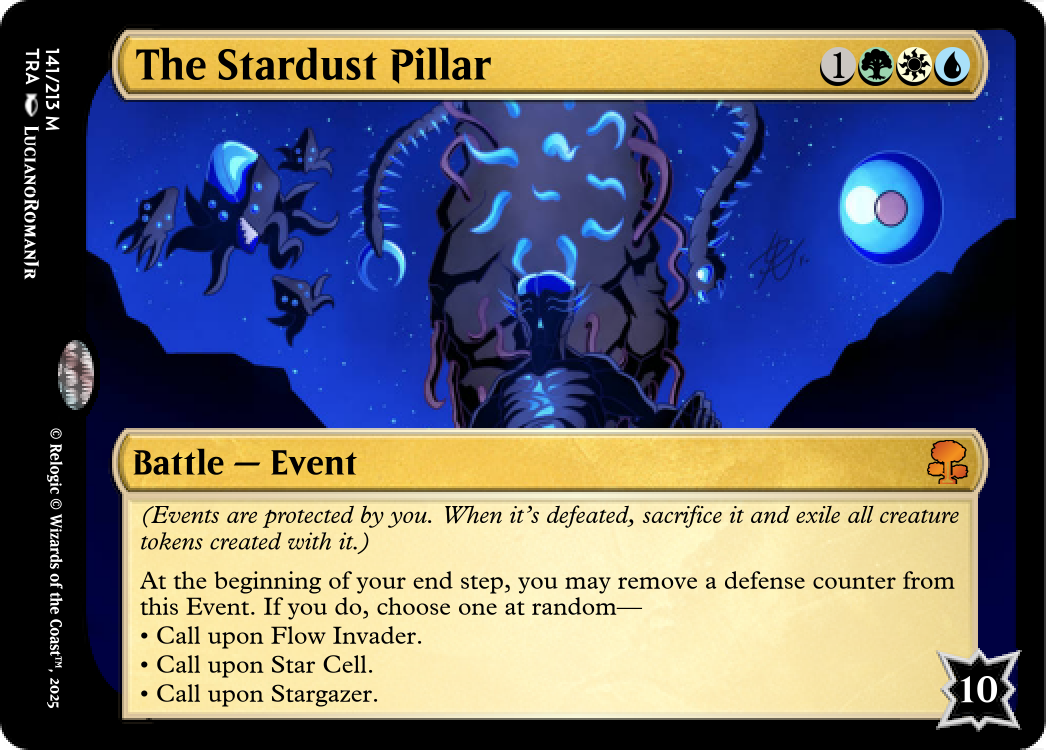 The Stardust Pillar
1
141/213 M
TRA LucianoRomanJr
Battle — Event
(Events are protected by you. When it's defeated, sacrifice it and exile all creature
tokens created with it.)
At the beginning of your end step, you may remove a defense counter from
this Event. If you do, choose one at random—
• Call upon Flow Invader.
• Call upon Star Cell.
• Call upon Stargazer.
10
© Relogic © Wizards of the Coast™, 2025